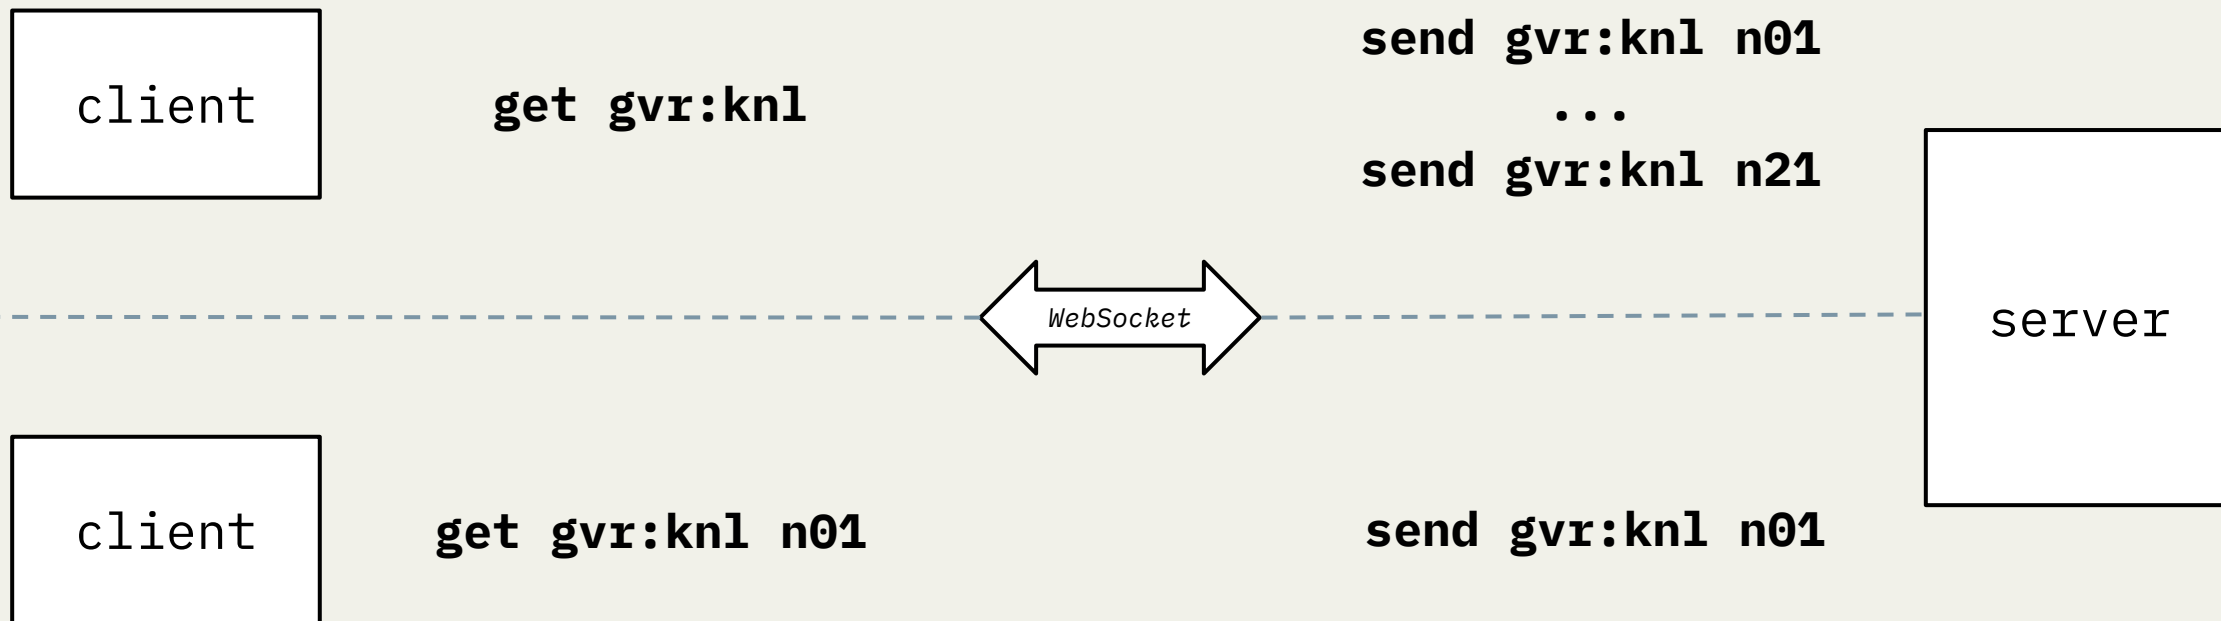 client
get gvr:knl
send gvr:knl n01
...
send gvr:knl n21
WebSocket
server
client
get gvr:knl n01
send gvr:knl n01